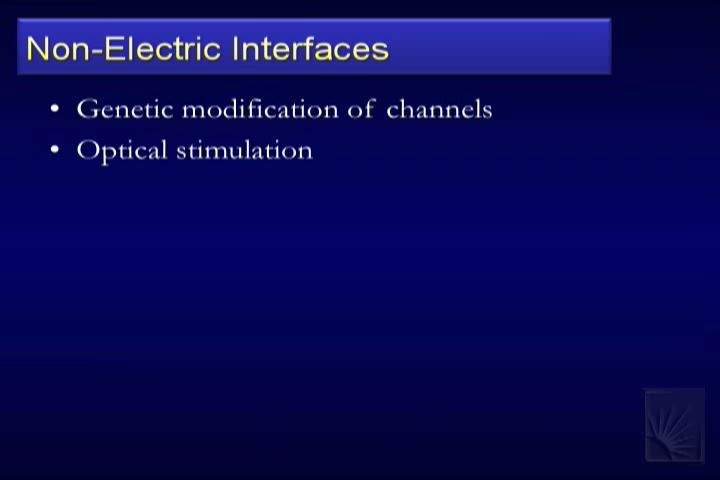 Non-Electric Interfaces
• Genetic modification of channels
• Optical stimulation